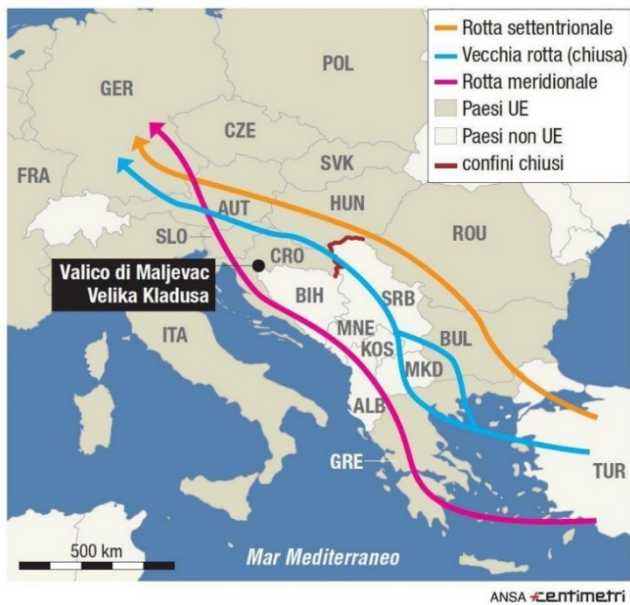 Rotta settentrionale
Vecchia rotta (chiusa)
Rotta meridionale
Paesi UE
Paesi non UE
confini chiusi
POL
GER
CZE
SVK
FRA
HUN
AUT
ROU
SLO
CRO
Valico di Maljevac
Velika Kladusa
BIH
SRB
ITA
MNE
BUL
KOS
MKD
ALB
GRE
TUR
500 km
Mar Mediterraneo
ANSA centimetri